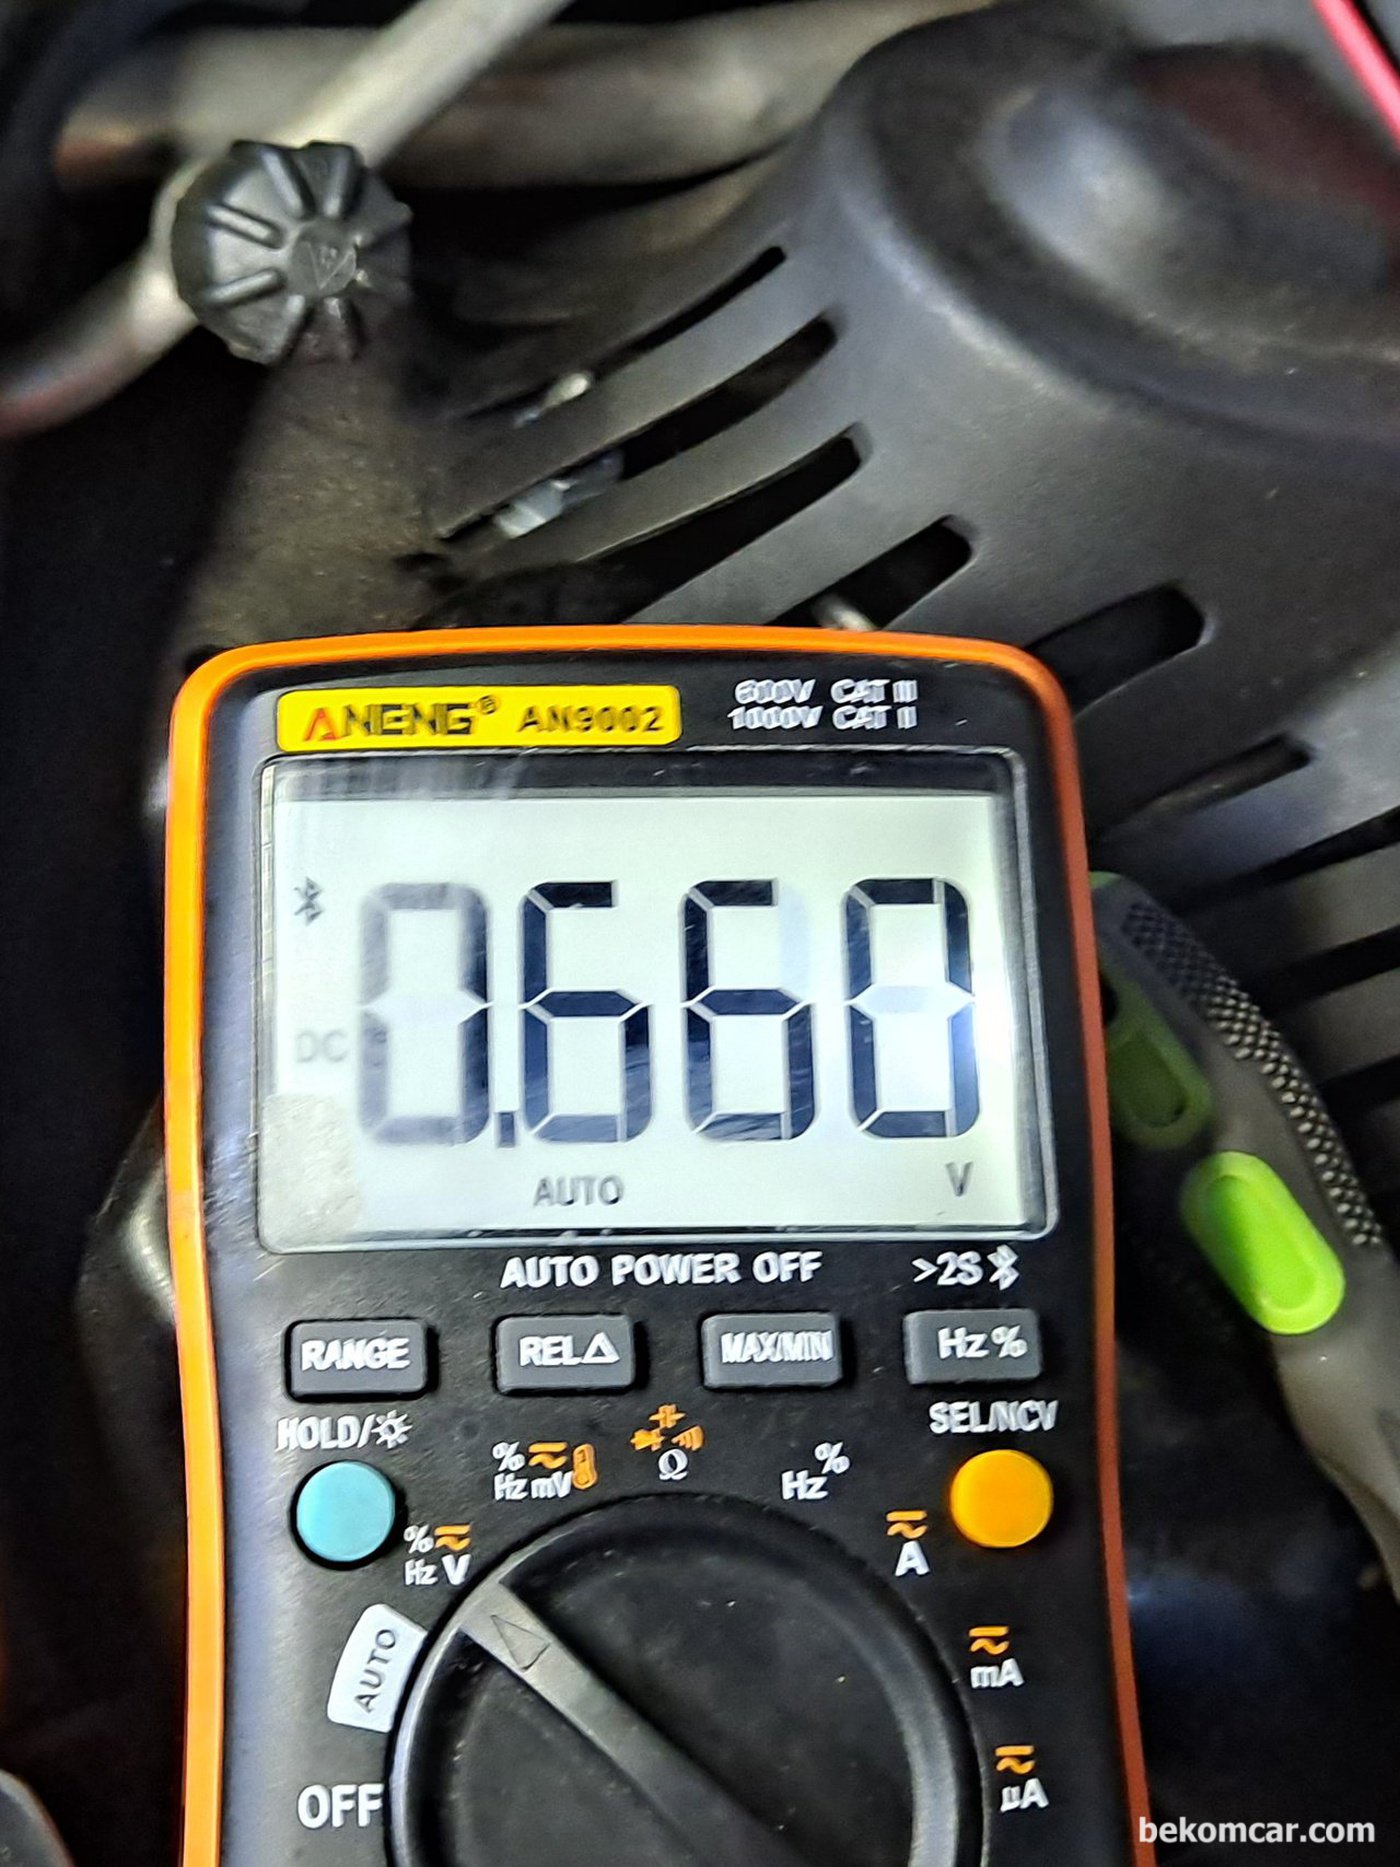 ANENG® AN9002
600V CAT III
1000V CAT II
0.660
DC
AUTO V
AUTO POWER OFF >2S
RANGE REL△ MAX/MIN Hz%
HOLD/ SEL/NCV
% Hz mV
Ω
Hz%
% Hz V
A
AUTO
mA
OFF
μA
bekomcar.com